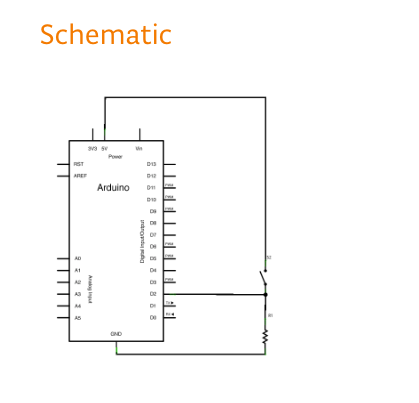 Schematic
3V3 5V Vin
Power
RST D13
AREF D12
Arduino
D11 PWM
D10 PWM
D9 PWM
D8
D7
D6 PWM
Digital Input/Output
A0 D5 PWM
A1 D4
A2 D3 PWM
A3 D2
A4 D1 TX
A5 D0 RX
Analog Input
GND
S2
R1